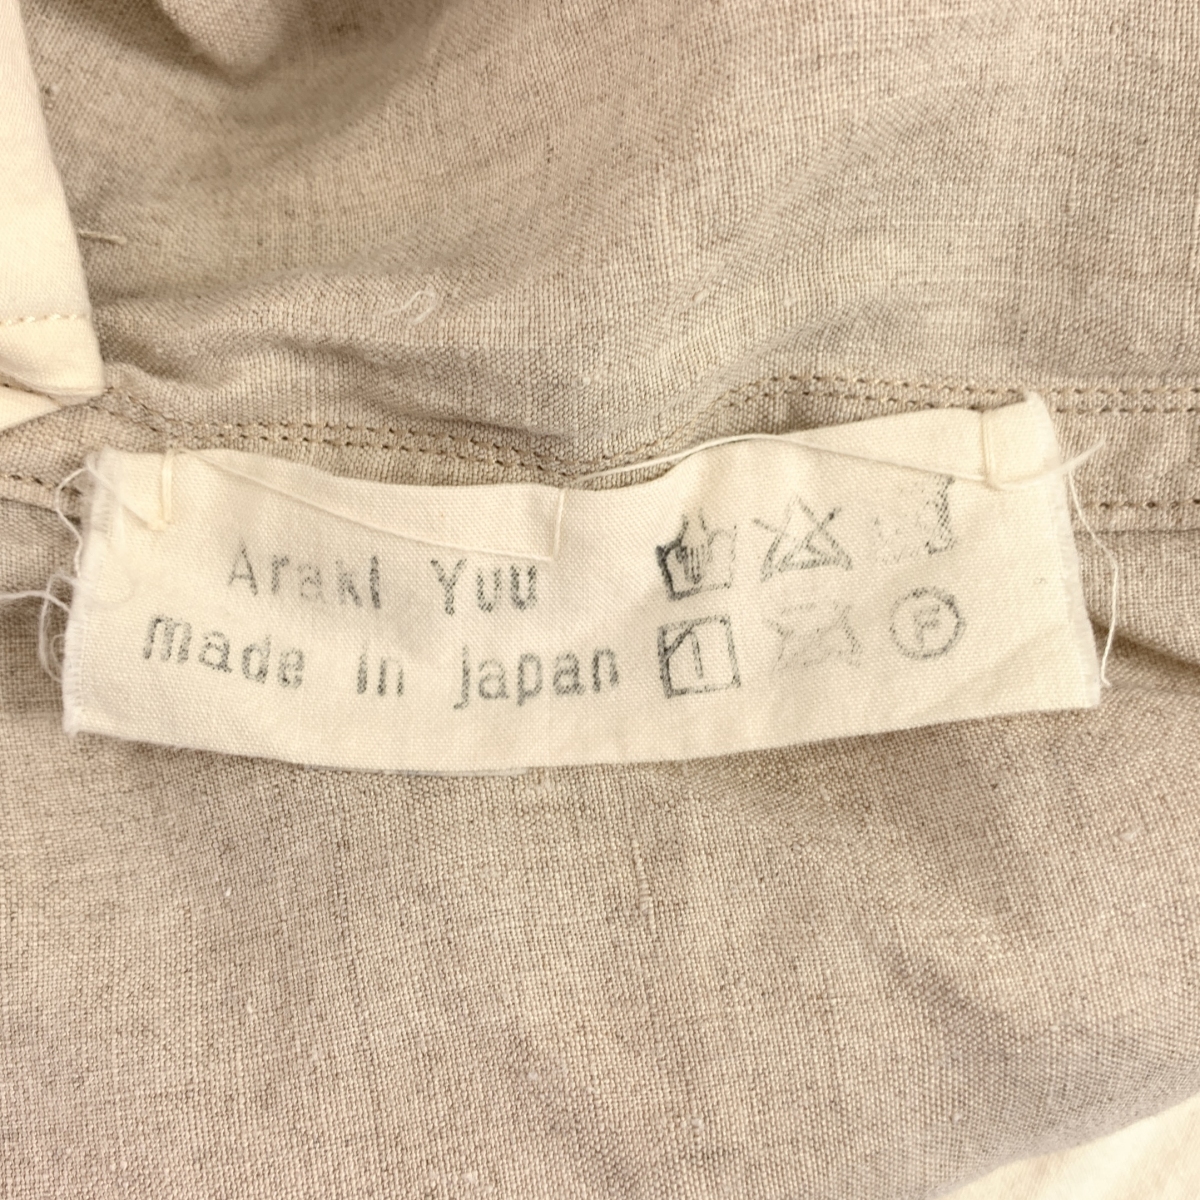 Araki Yuu
made in japan
F